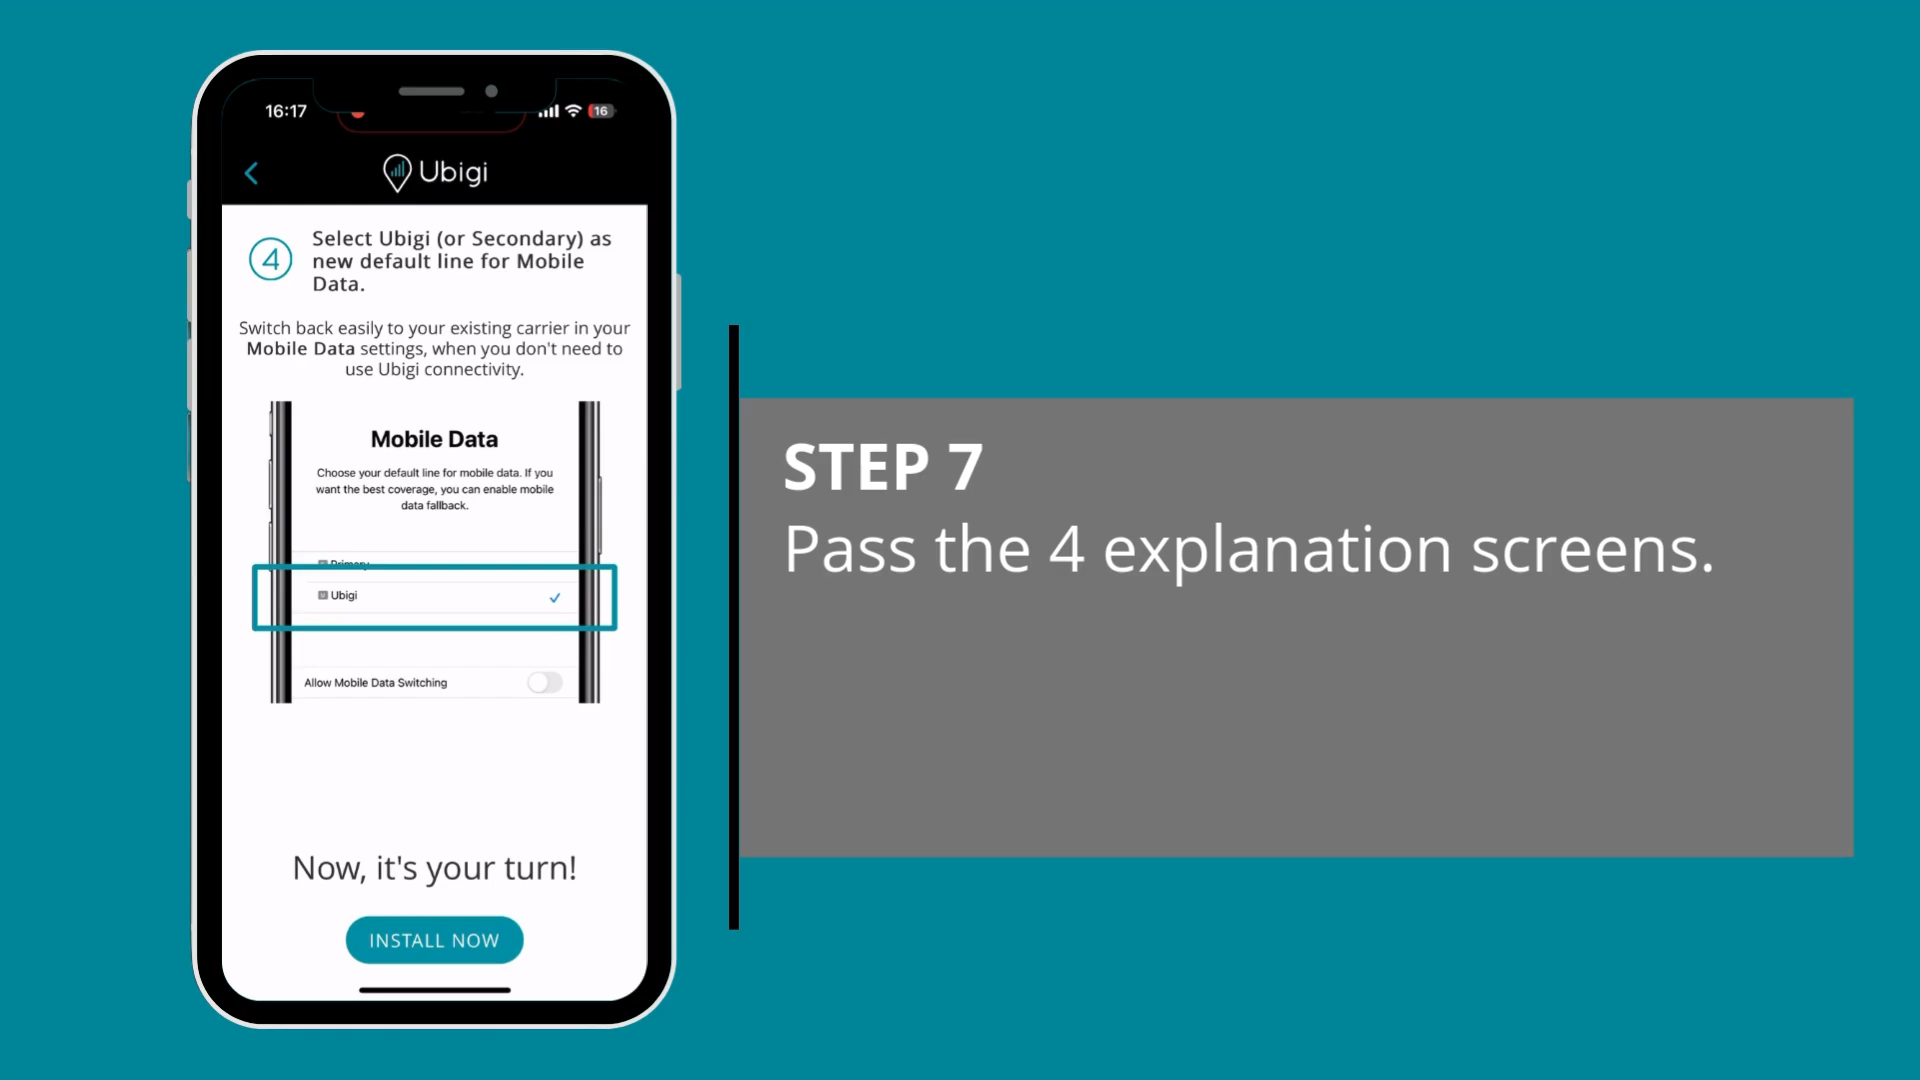 16:17
16
Ubigi
4
Select Ubigi (or Secondary) as
new default line for Mobile
Data.
Switch back easily to your existing carrier in your
Mobile Data settings, when you don't need to
use Ubigi connectivity.
Mobile Data
Choose your default line for mobile data. If you
want the best coverage, you can enable mobile
data fallback.
Primary
Ubigi
Allow Mobile Data Switching
Now, it's your turn!
INSTALL NOW
STEP 7
Pass the 4 explanation screens.